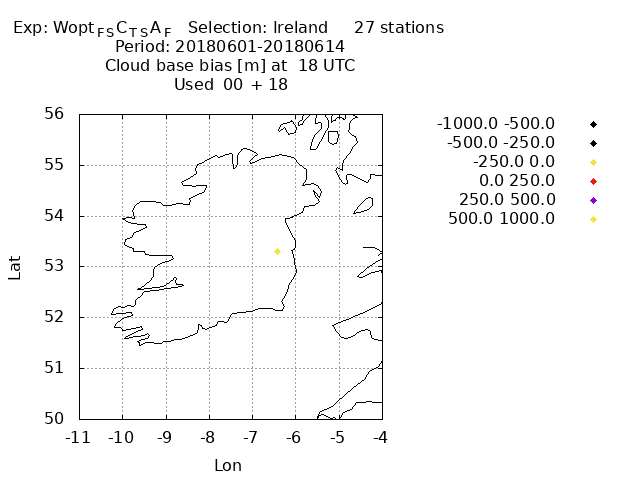 Exp: Wopt FS C TS A F   Selection: Ireland     27 stations
Period: 20180601-20180614
Cloud base bias [m] at  18 UTC
Used  00 + 18
-1000.0 -500.0
-500.0 -250.0
-250.0 0.0
0.0 250.0
250.0 500.0
500.0 1000.0
56
55
54
53
52
51
50
Lat
-11 -10 -9 -8 -7 -6 -5 -4
Lon